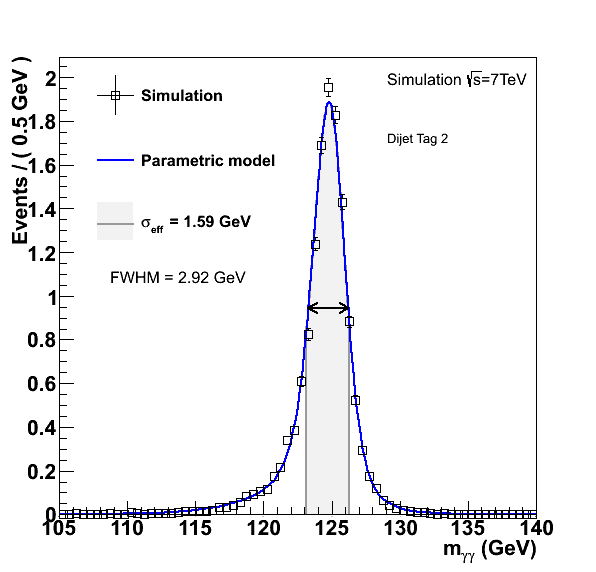 Events / ( 0.5 GeV )
2
1.8
1.6
1.4
1.2
1
0.8
0.6
0.4
0.2
0
Simulation
Parametric model
σeff = 1.59 GeV
FWHM = 2.92 GeV
Simulation √s=7TeV
Dijet Tag 2
105 110 115 120 125 130 135 140
mγγ (GeV)